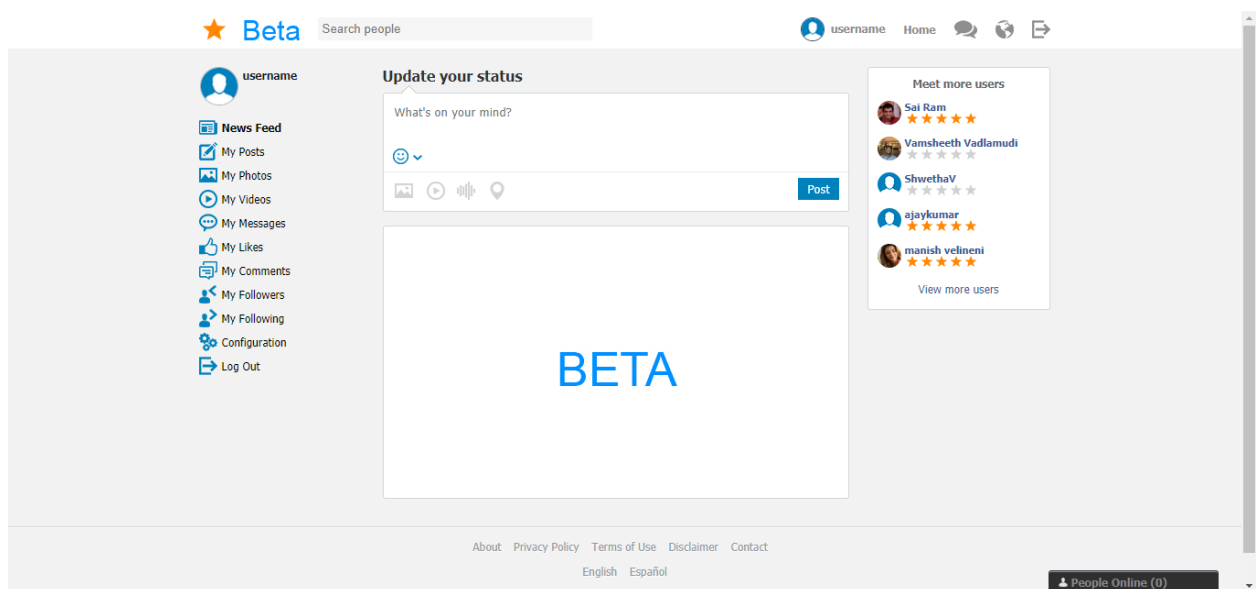 Beta
Search people
username
Home
username
News Feed
My Posts
My Photos
My Videos
My Messages
My Likes
My Comments
My Followers
My Following
Configuration
Log Out
Update your status
What's on your mind?
Post
BETA
Meet more users
Sai Ram
Vamsheeth Vadlamudi
ShwethaV
ajaykumar
manish velineni
View more users
About Privacy Policy Terms of Use Disclaimer Contact
English Español
People Online (0)